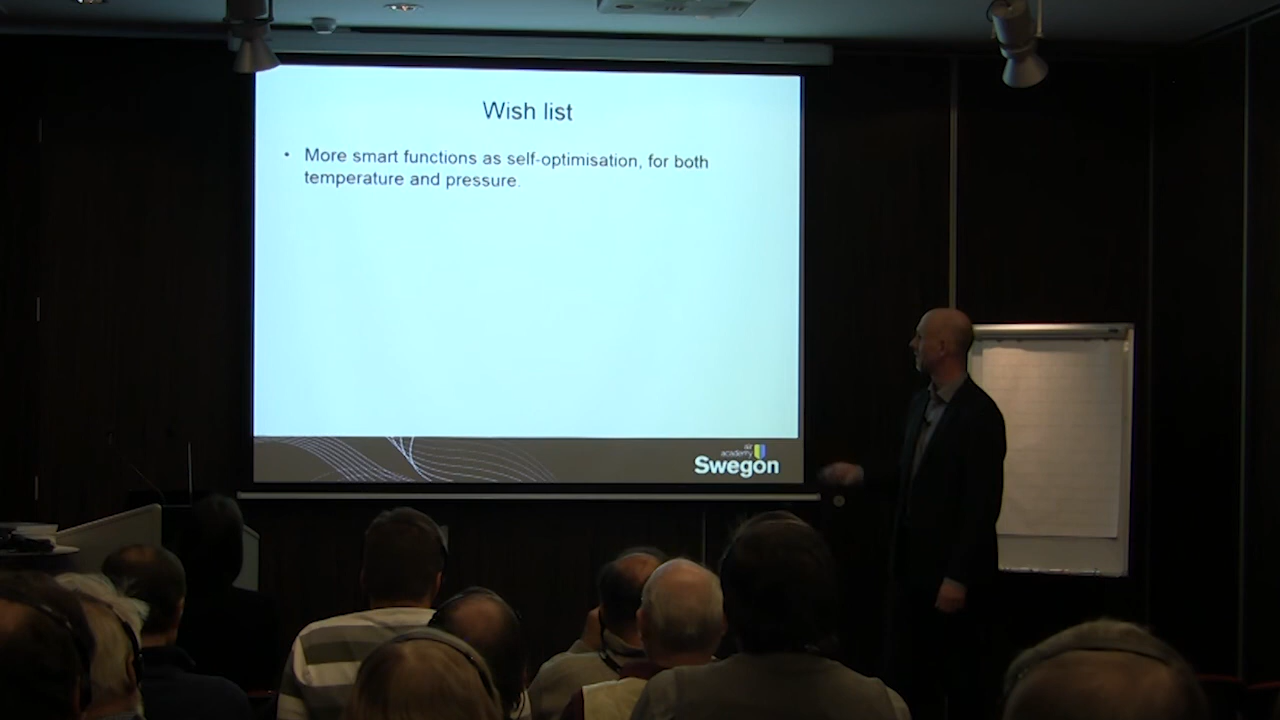 Wish list
• More smart functions as self-optimisation, for both
temperature and pressure.
air
academy
Swegon